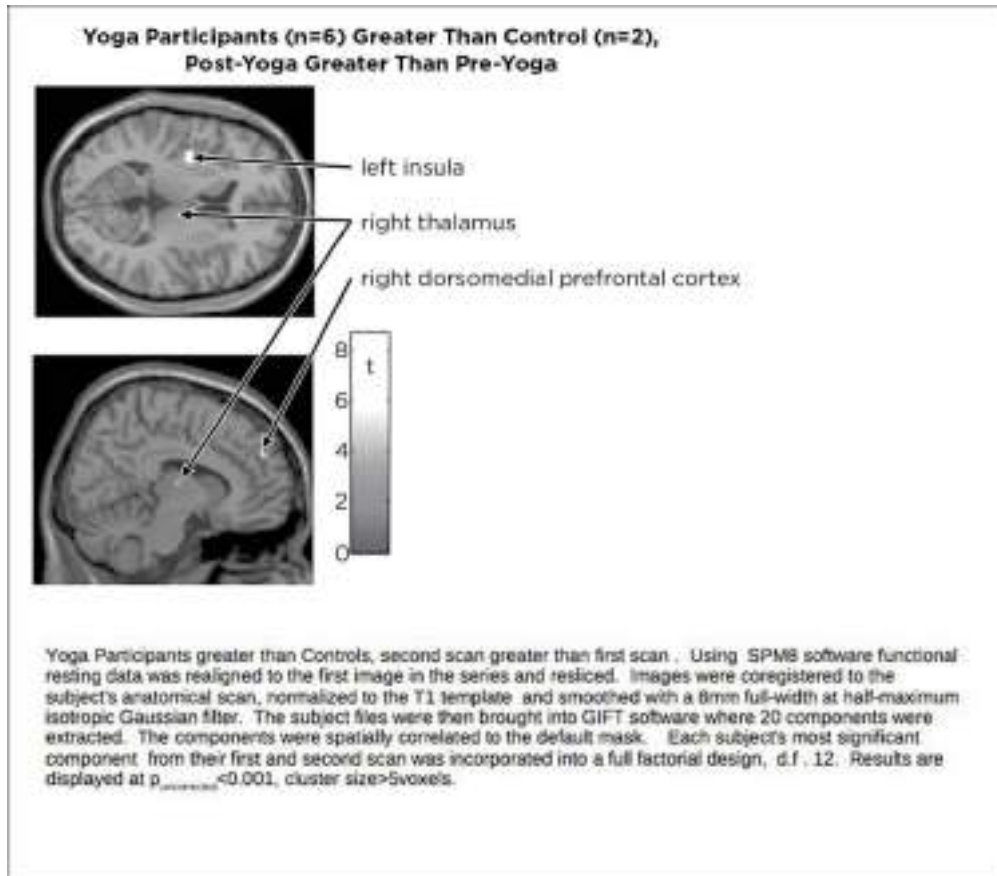 Yoga Participants (n=6) Greater Than Control (n=2),
Post-Yoga Greater Than Pre-Yoga
left insula
right thalamus
right dorsomedial prefrontal cortex
8
t
6
4
2
0
Yoga Participants greater than Controls, second scan greater than first scan . Using SPM8 software functional
resting data was realigned to the first image in the series and resliced. Images were coregistered to the
subject's anatomical scan, normalized to the T1 template and smoothed with a 8mm full-width at half-maximum
isotropic Gaussian filter. The subject files were then brought into GIFT software where 20 components were
extracted. The components were spatially correlated to the default mask. Each subject's most significant
component from their first and second scan was incorporated into a full factorial design, d.f . 12. Results are
displayed at p<0.001, cluster size>5voxels.